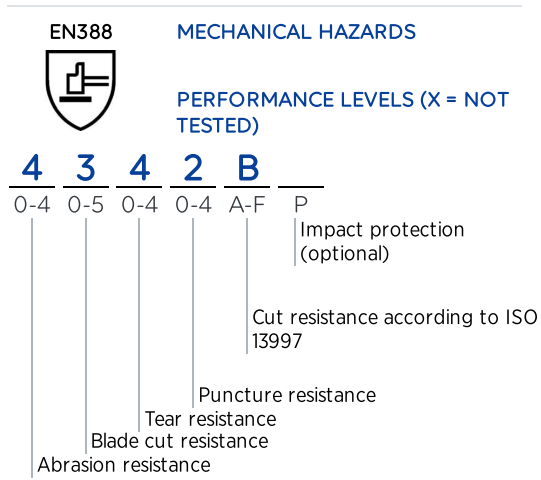 EN388
MECHANICAL HAZARDS
PERFORMANCE LEVELS (X = NOT
TESTED)
4 3 4 2 B
0-4 0-5 0-4 0-4 A-F P
Impact protection
(optional)
Cut resistance according to ISO
13997
Puncture resistance
Tear resistance
Blade cut resistance
Abrasion resistance